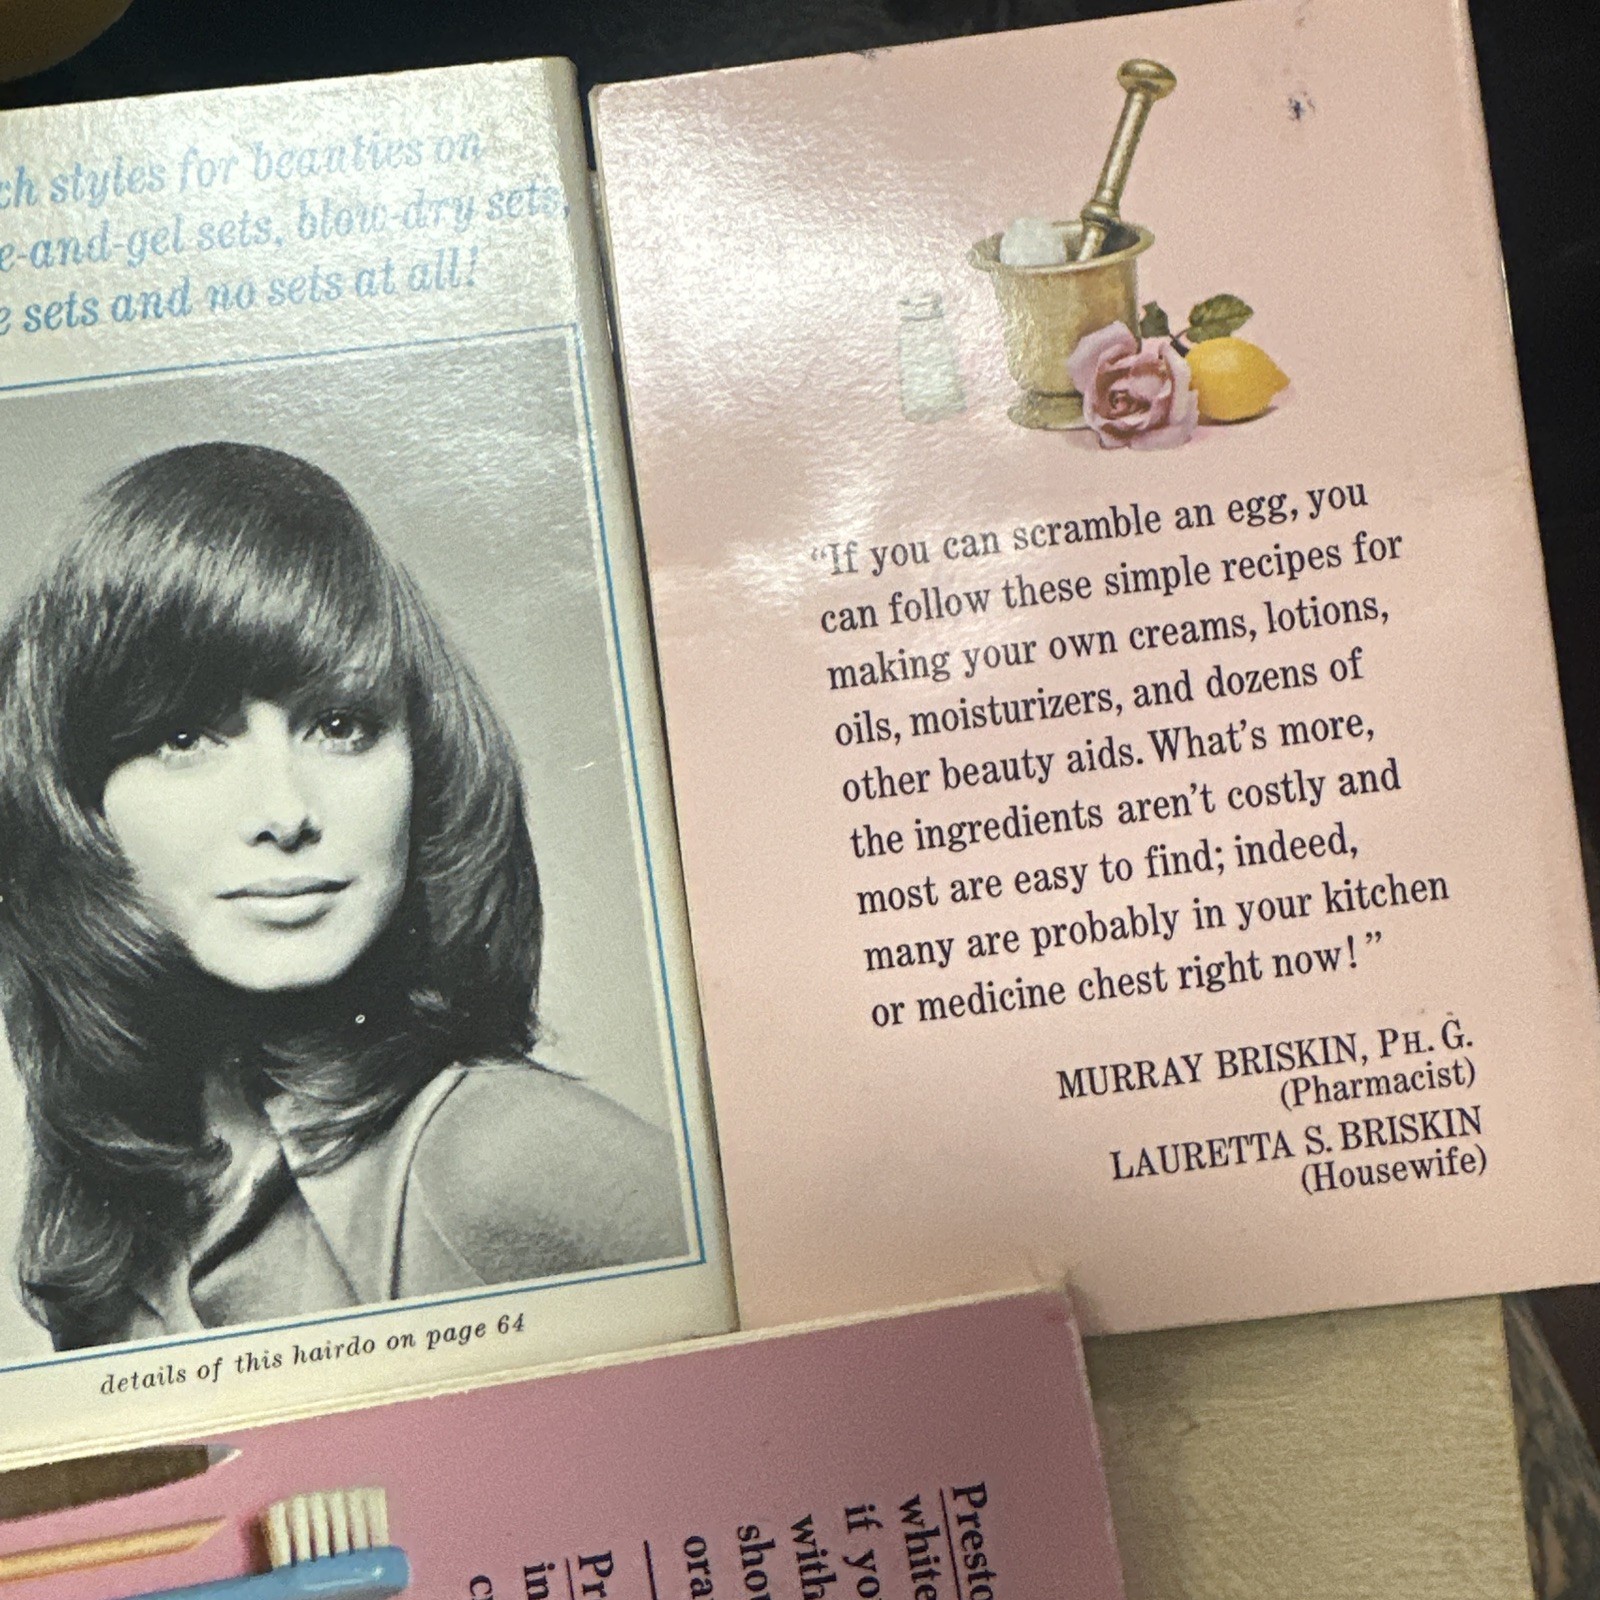 styles for beauties on
e-and-gel sets, blow-dry sets,
sets and no sets at all!
details of this hairdo on page 64
“If you can scramble an egg, you
can follow these simple recipes for
making your own creams, lotions,
oils, moisturizers, and dozens of
other beauty aids. What’s more,
the ingredients aren’t costly and
most are easy to find; indeed,
many are probably in your kitchen
or medicine chest right now!”
MURRAY BRISKIN, PH. G.
(Pharmacist)
LAURETTA S. BRISKIN
(Housewife)
Presto
white
if yo
with
shou
ora
Pr
in